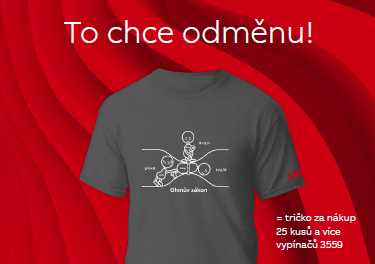 To chce odměnu!
Ohmův zákon
= tričko za nákup
25 kusů a více
vypínačů 3559